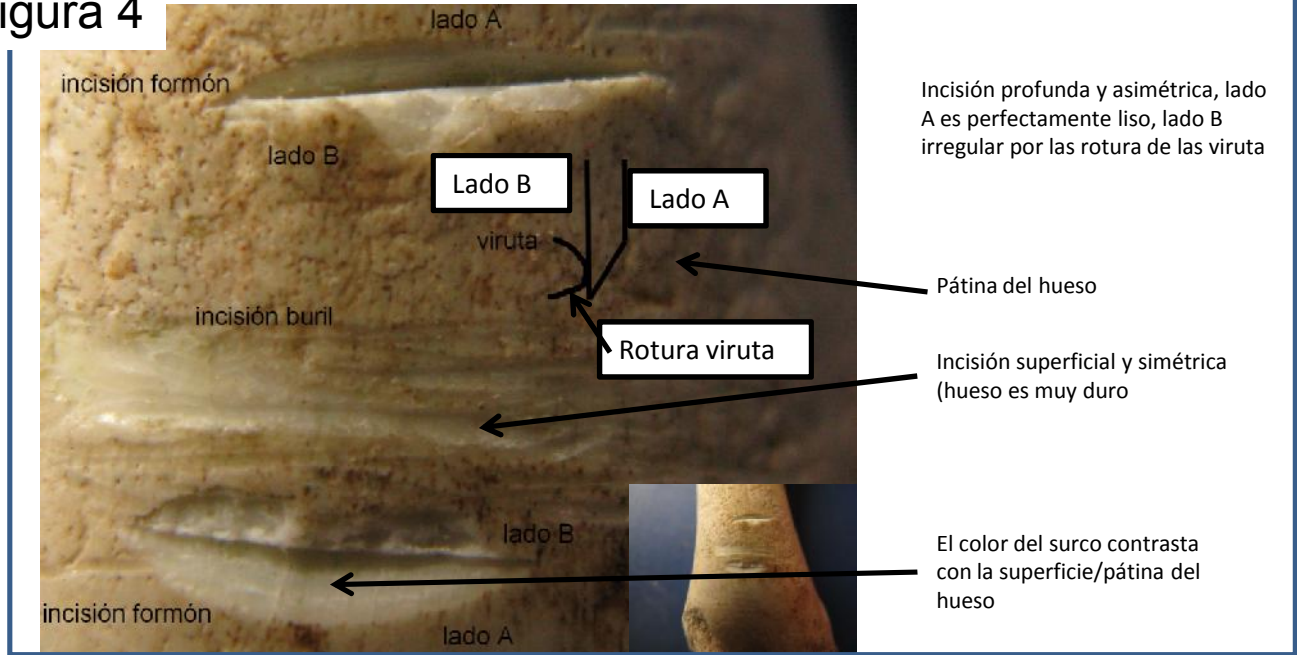 igura 4
lado A
incisión formón
lado B
Lado B
Lado A
viruta
incisión buril
Rotura viruta
lado B
incisión formón
lado A
Incisión profunda y asimétrica, lado
A es perfectamente liso, lado B
irregular por las rotura de las viruta
Pátina del hueso
Incisión superficial y simétrica
(hueso es muy duro
El color del surco contrasta
con la superficie/pátina del
hueso